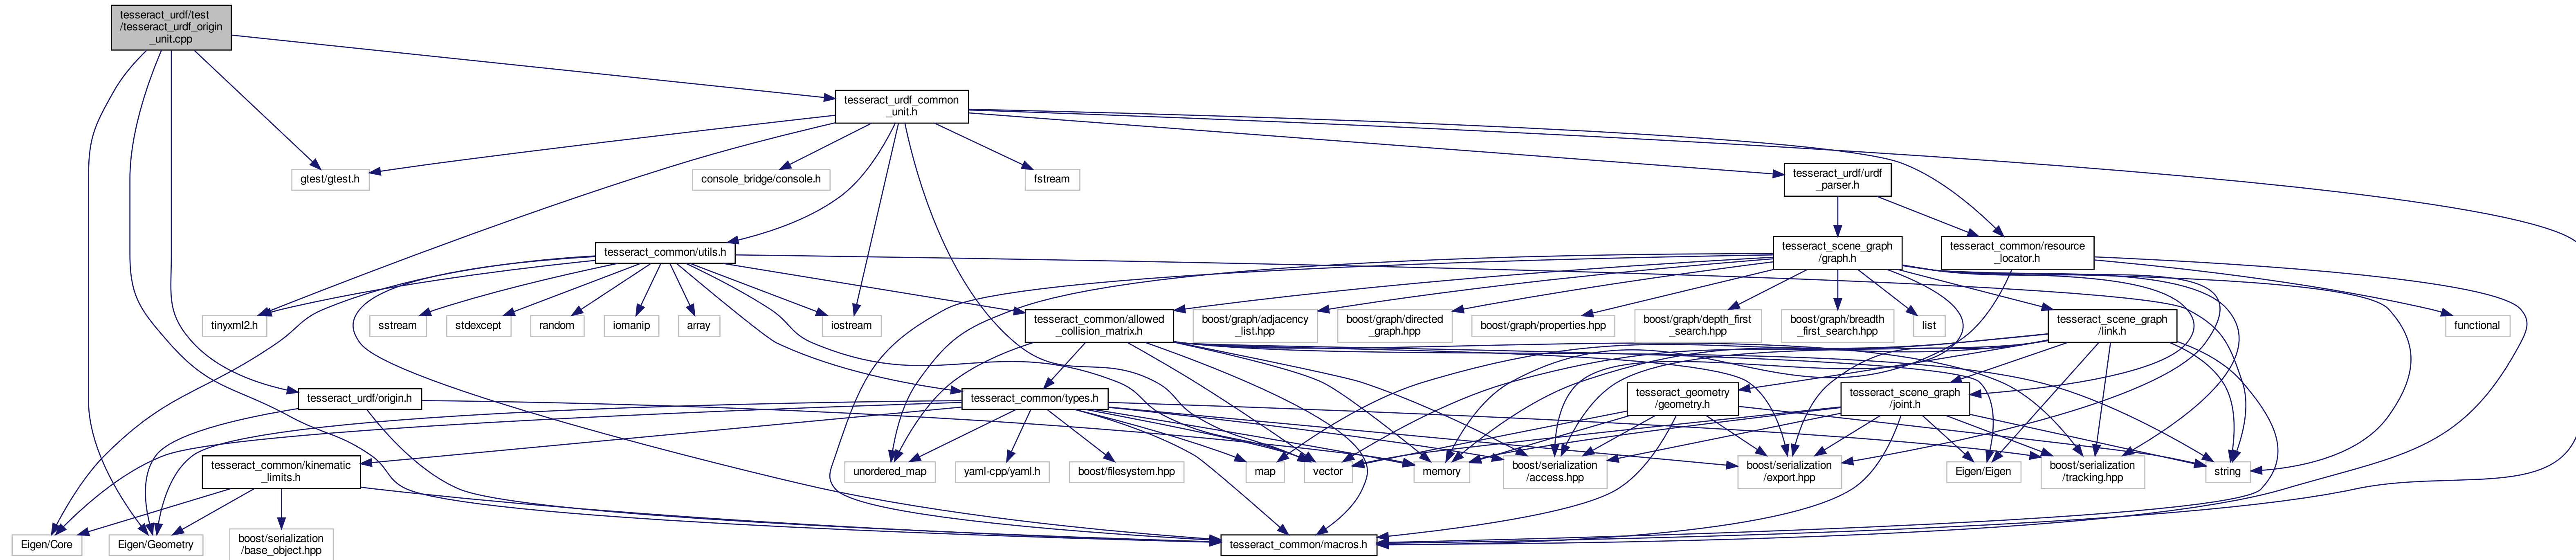 tesseract_urdf/test
/tesseract_urdf_origin
_unit.cpp
tesseract_urdf_common
_unit.h
gtest/gtest.h
console_bridge/console.h
fstream
tesseract_urdf/urdf
_parser.h
tesseract_common/utils.h
tesseract_scene_graph
/graph.h
tesseract_common/resource
_locator.h
tinyxml2.h
sstream
stdexcept
random
iomanip
array
iostream
tesseract_common/allowed
_collision_matrix.h
boost/graph/adjacency
_list.hpp
boost/graph/directed
_graph.hpp
boost/graph/properties.hpp
boost/graph/depth_first
_search.hpp
boost/graph/breadth
_first_search.hpp
list
tesseract_scene_graph
/link.h
functional
tesseract_urdf/origin.h
tesseract_common/types.h
tesseract_geometry
/geometry.h
tesseract_scene_graph
/joint.h
tesseract_common/kinematic
_limits.h
unordered_map
yaml-cpp/yaml.h
boost/filesystem.hpp
map
vector
memory
boost/serialization
/access.hpp
boost/serialization
/export.hpp
Eigen/Eigen
boost/serialization
/tracking.hpp
string
Eigen/Core
Eigen/Geometry
boost/serialization
/base_object.hpp
tesseract_common/macros.h